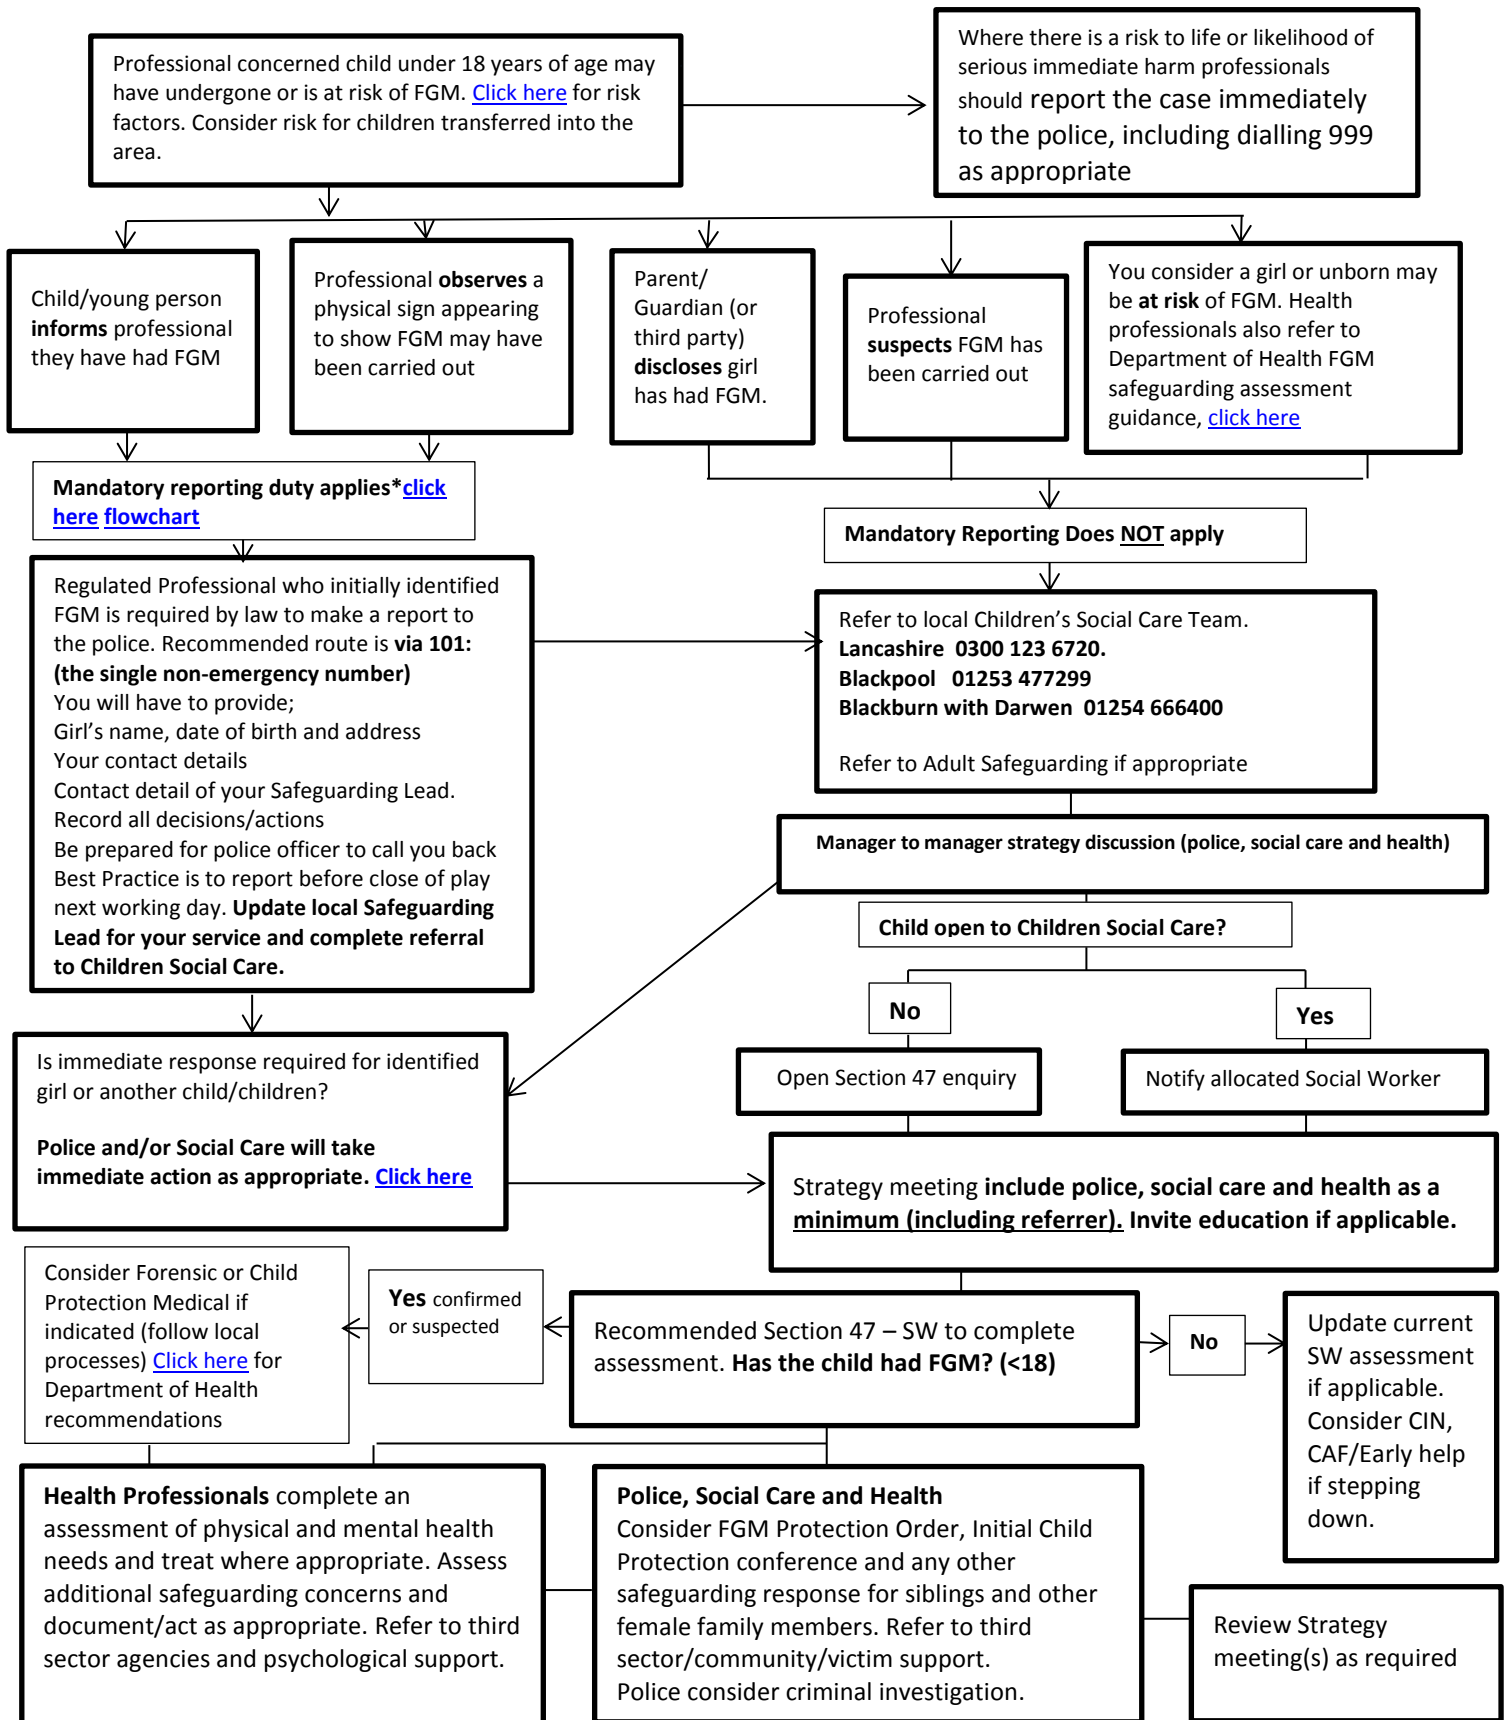 Professional concerned child under 18 years of age may
have undergone or is at risk of FGM. Click here for risk
factors. Consider risk for children transferred into the
area.
Where there is a risk to life or likelihood of
serious immediate harm professionals
should report the case immediately
to the police, including dialling 999
as appropriate
Child/young person
informs professional
they have had FGM
Professional observes a
physical sign appearing
to show FGM may have
been carried out
Parent/
Guardian (or
third party)
discloses girl
has had FGM.
Professional
suspects FGM has
been carried out
You consider a girl or unborn may
be at risk of FGM. Health
professionals also refer to
Department of Health FGM
safeguarding assessment
guidance, click here
Mandatory reporting duty applies*click
here flowchart
Mandatory Reporting Does NOT apply
Regulated Professional who initially identified
FGM is required by law to make a report to
the police. Recommended route is via 101:
(the single non-emergency number)
You will have to provide;
Girl’s name, date of birth and address
Your contact details
Contact detail of your Safeguarding Lead.
Record all decisions/actions
Be prepared for police officer to call you back
Best Practice is to report before close of play
next working day. Update local Safeguarding
Lead for your service and complete referral
to Children Social Care.
Refer to local Children’s Social Care Team.
Lancashire 0300 123 6720.
Blackpool 01253 477299
Blackburn with Darwen 01254 666400
Refer to Adult Safeguarding if appropriate
Manager to manager strategy discussion (police, social care and health)
Child open to Children Social Care?
No
Yes
Open Section 47 enquiry
Notify allocated Social Worker
Is immediate response required for identified
girl or another child/children?
Police and/or Social Care will take
immediate action as appropriate. Click here
Strategy meeting include police, social care and health as a
minimum (including referrer). Invite education if applicable.
Consider Forensic or Child
Protection Medical if
indicated (follow local
processes) Click here for
Department of Health
recommendations
Yes confirmed
or suspected
Recommended Section 47 – SW to complete
assessment. Has the child had FGM? (<18)
No
Update current
SW assessment
if applicable.
Consider CIN,
CAF/Early help
if stepping
down.
Health Professionals complete an
assessment of physical and mental health
needs and treat where appropriate. Assess
additional safeguarding concerns and
document/act as appropriate. Refer to third
sector agencies and psychological support.
Police, Social Care and Health
Consider FGM Protection Order, Initial Child
Protection conference and any other
safeguarding response for siblings and other
female family members. Refer to third
sector/community/victim support.
Police consider criminal investigation.
Review Strategy
meeting(s) as required